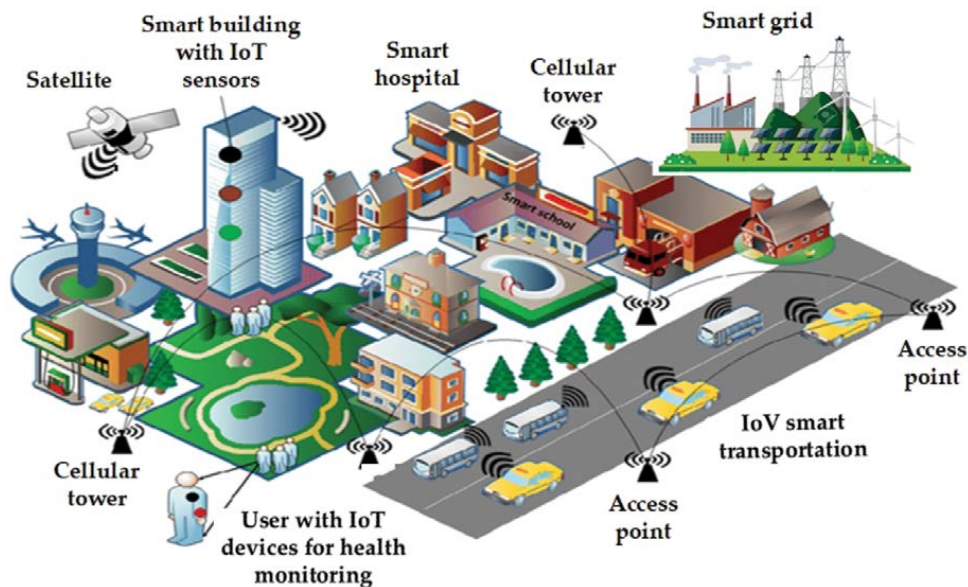 Smart building
with IoT
sensors
Satellite
Smart
hospital
Cellular
tower
Smart grid
Smart school
Access
point
IoV smart
transportation
Cellular
tower
Access
point
User with IoT
devices for health
monitoring